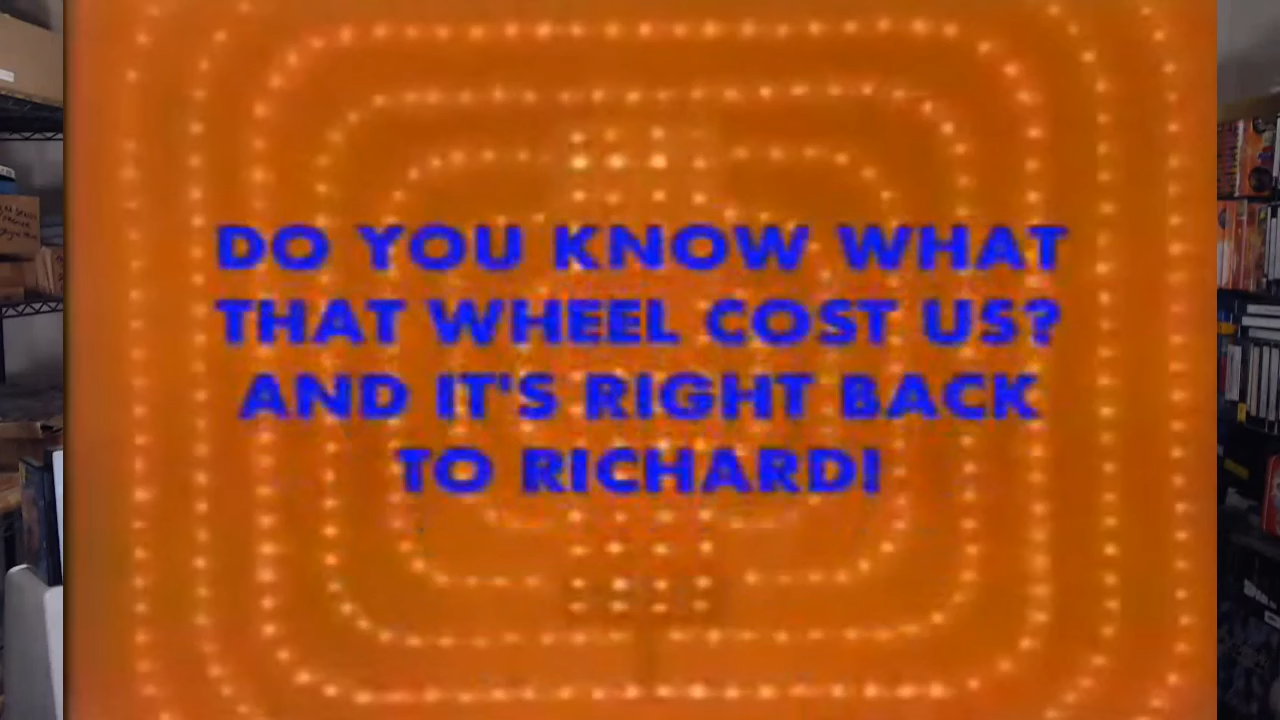 DO YOU KNOW WHAT
THAT WHEEL COST US?
AND IT'S RIGHT BACK
TO RICHARD!